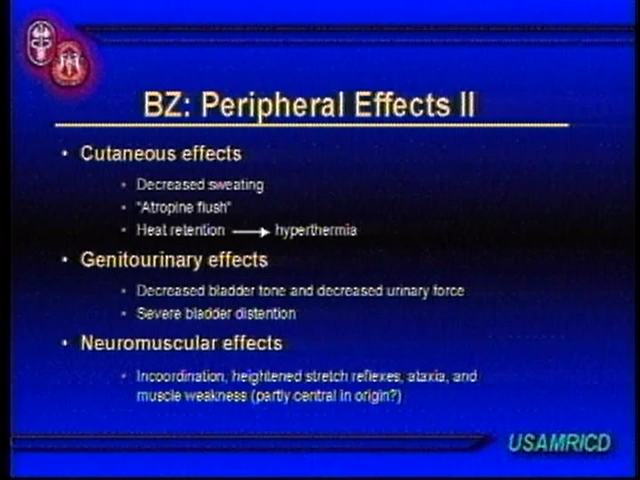 BZ: Peripheral Effects II
• Cutaneous effects
• Decreased sweating
• "Atropine flush"
• Heat retention → hyperthermia
• Genitourinary effects
• Decreased bladder tone and decreased urinary force
• Severe bladder distention
• Neuromuscular effects
• Incoordination, heightened stretch reflexes, ataxia, and
muscle weakness (partly central in origin?)
USAMRICD